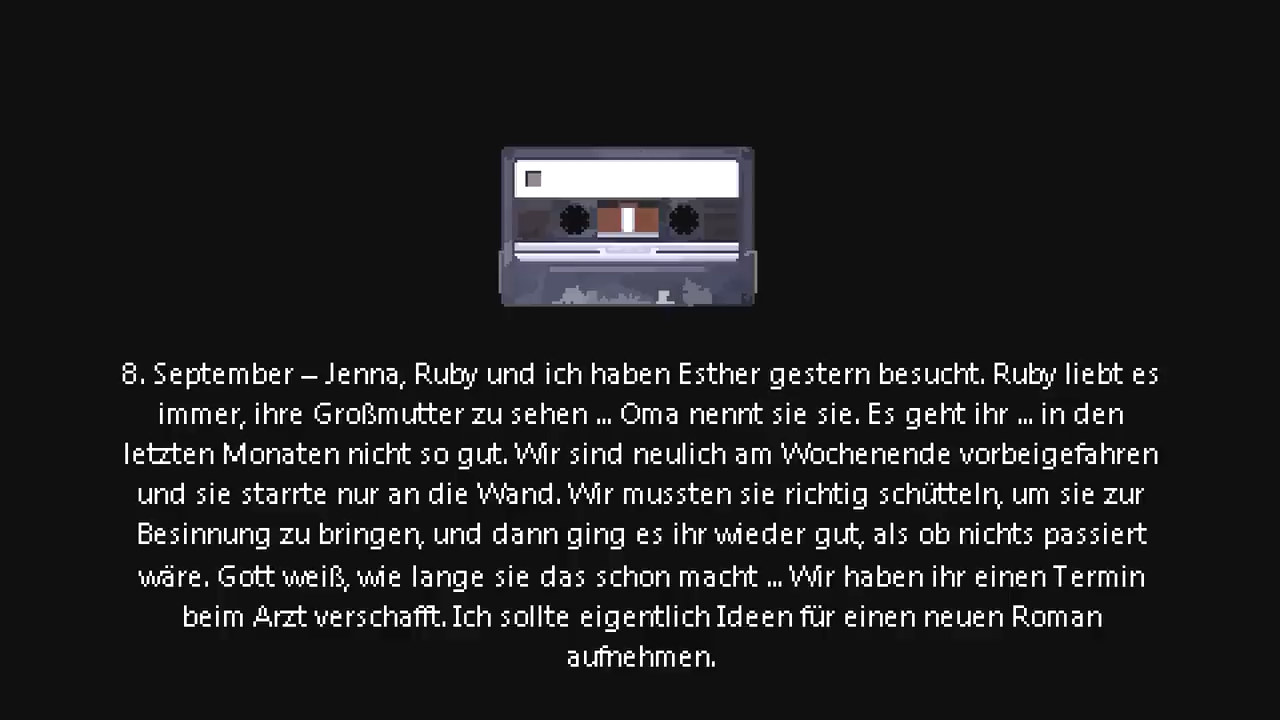 8. September – Jenna, Ruby und ich haben Esther gestern besucht. Ruby liebt es
immer, ihre Großmutter zu sehen ... Oma nennt sie sie. Es geht ihr ... in den
letzten Monaten nicht so gut. Wir sind neulich am Wochenende vorbeigefahren
und sie starrte nur an die Wand. Wir mussten sie richtig schütteln, um sie zur
Besinnung zu bringen, und dann ging es ihr wieder gut, als ob nichts passiert
wäre. Gott weiß, wie lange sie das schon macht ... Wir haben ihr einen Termin
beim Arzt verschafft. Ich sollte eigentlich Ideen für einen neuen Roman
aufnehmen.